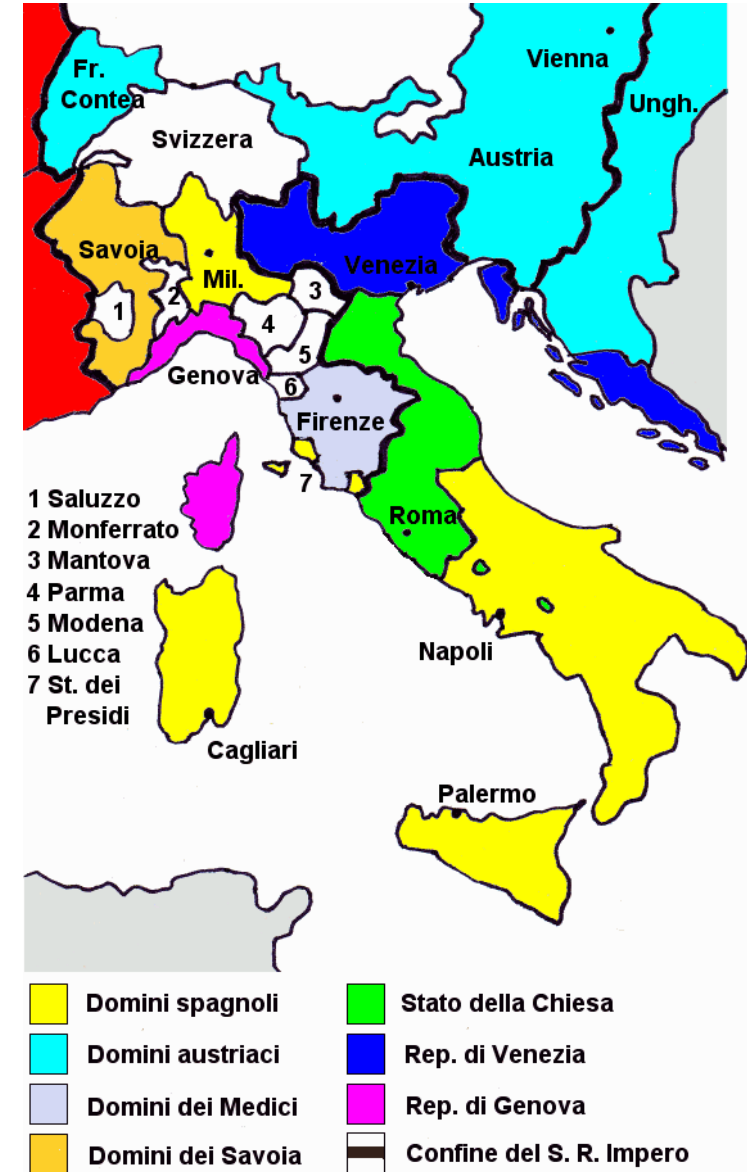 Fr.
Contea
Vienna
Ungh.
Svizzera
Austria
Savoia
Mil.
Venezia
1
2
3
4
5
Genova
6
Firenze
7
Roma
1 Saluzzo
2 Monferrato
3 Mantova
4 Parma
5 Modena
6 Lucca
7 St. dei
Presidi
Napoli
Cagliari
Palermo
Domini spagnoli
Domini austriaci
Domini dei Medici
Domini dei Savoia
Stato della Chiesa
Rep. di Venezia
Rep. di Genova
Confine del S. R. Impero